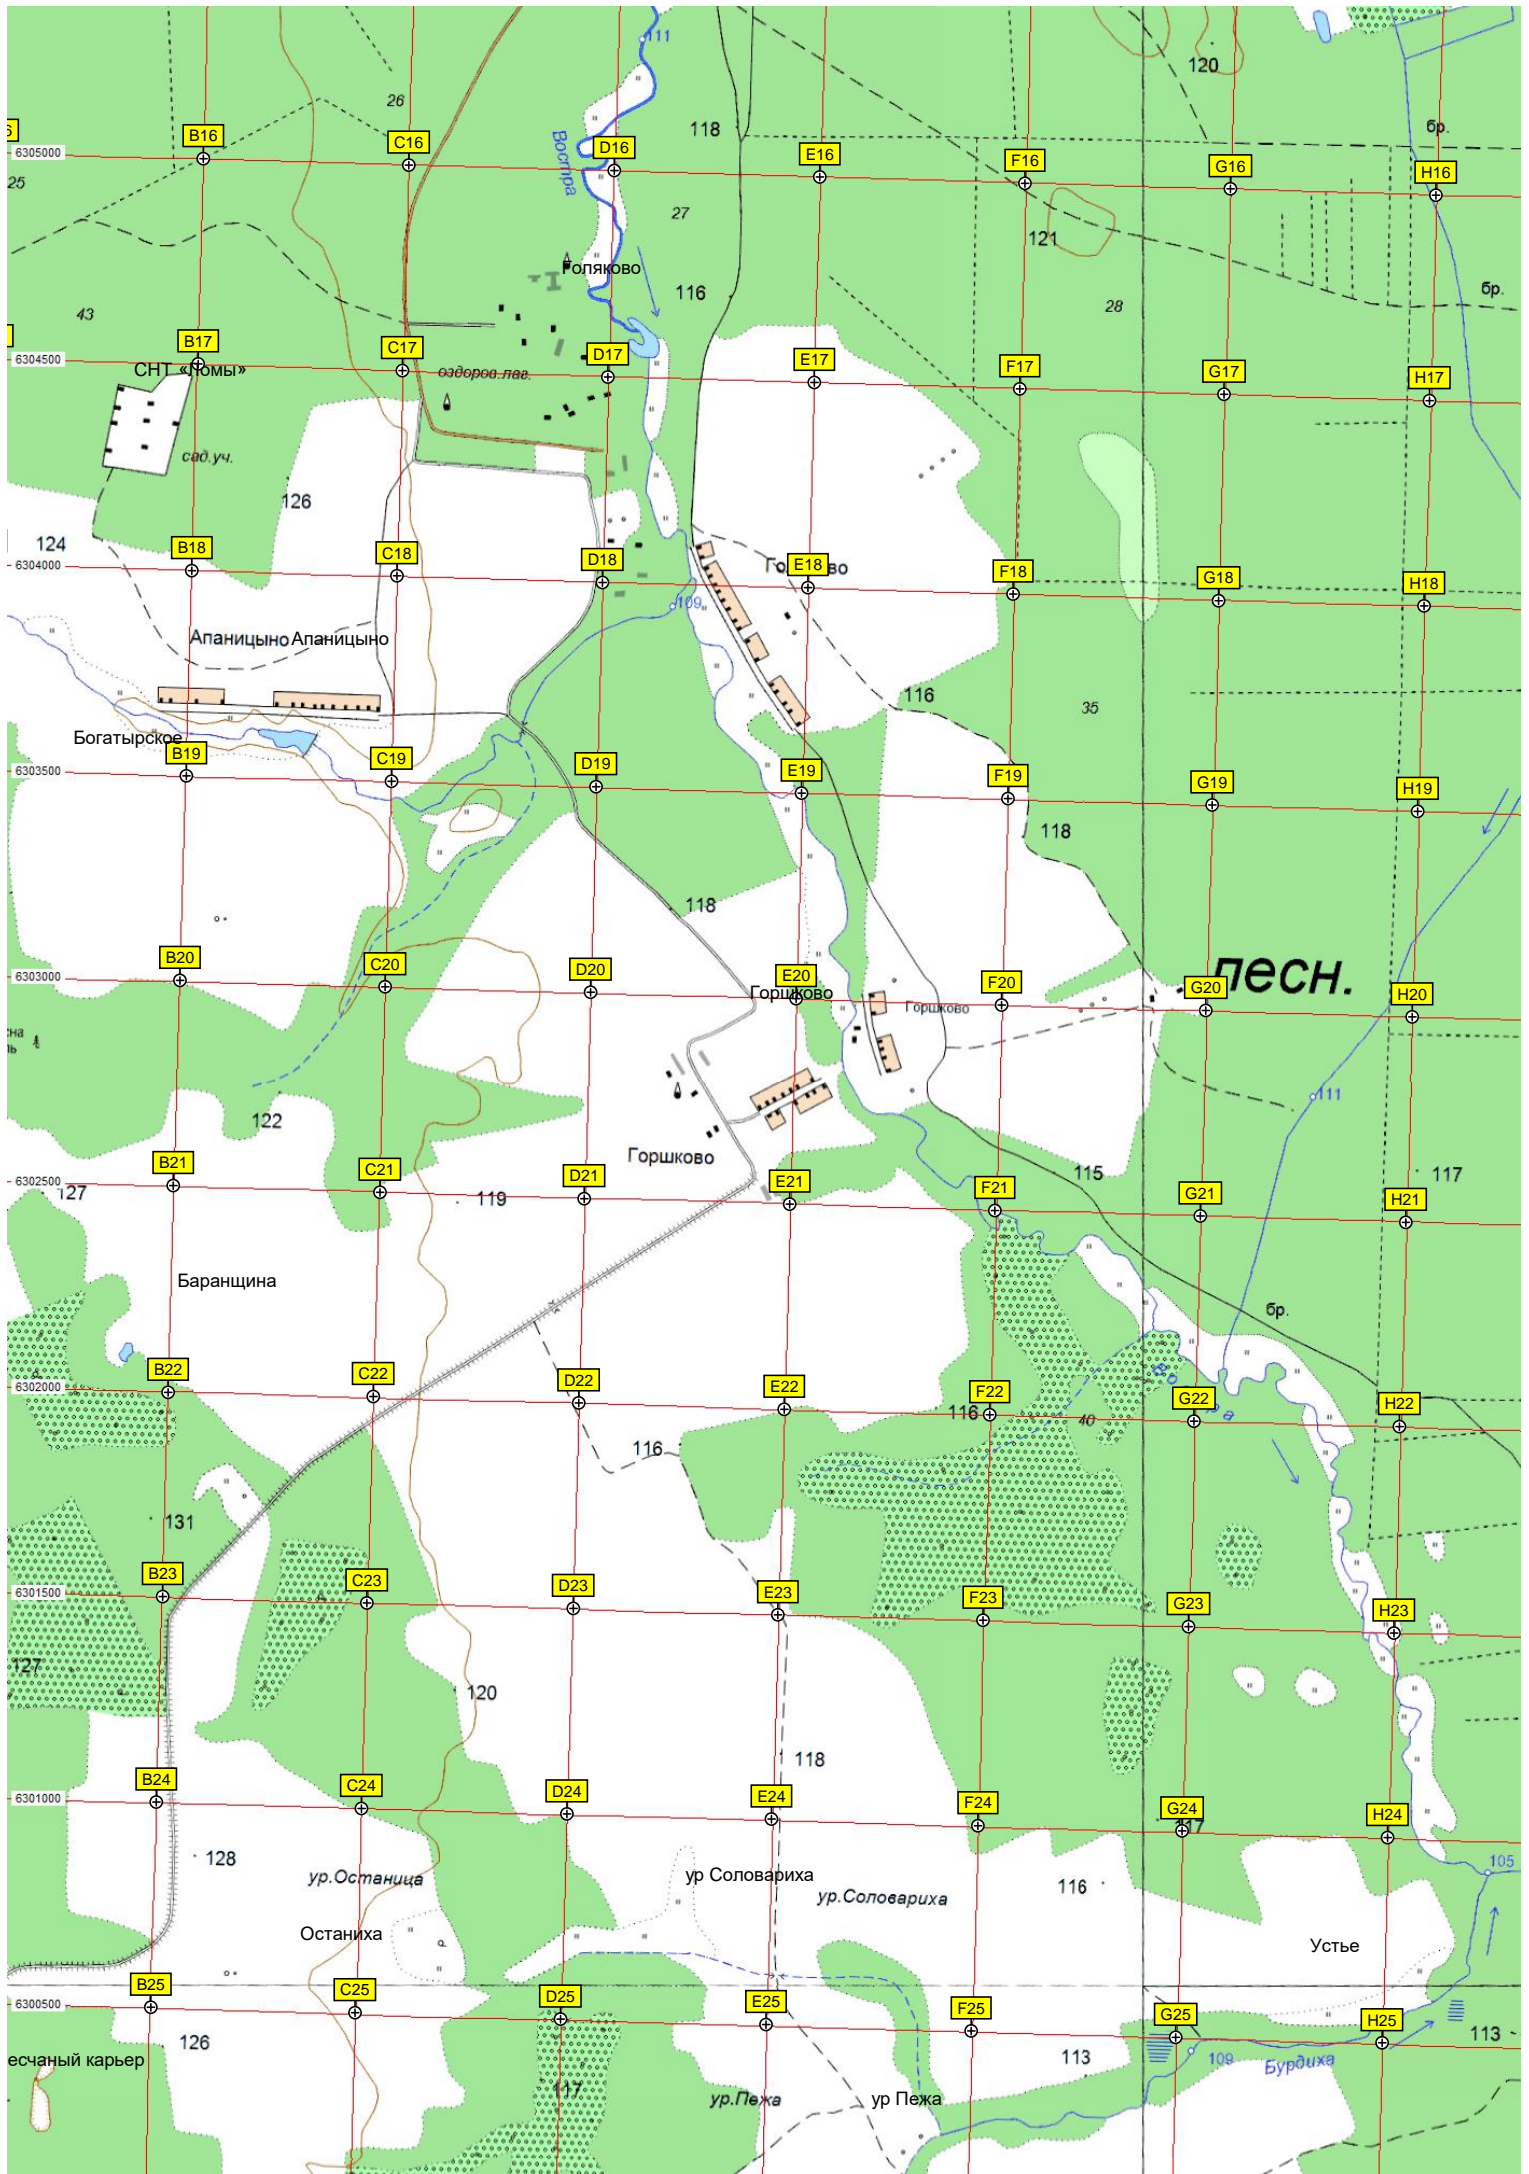 111
120
26
118
бр.
6
B16
C16
D16
E16
F16
G16
H16
6305000
25
Востра
27
121
Голяково
116
28
бр.
43
B17
C17
D17
E17
F17
G17
H17
6304500
СНТ «Ломы»
оздоров.лаг.
сад.уч.
126
124
B18
C18
D18
E18
F18
G18
H18
6304000
109
Апаницыно Апаницыно
116
35
Богатырское
B19
C19
D19
E19
F19
G19
H19
6303500
118
118
лесн.
B20
C20
D20
E20
F20
G20
H20
6303000
Горшково
Горшково
111
122
Горшково
B21
C21
D21
E21
F21
G21
H21
6302500
127
119
115
117
Баранщина
бр.
B22
C22
D22
E22
F22
G22
H22
6302000
116
40
116
131
B23
C23
D23
E23
F23
G23
H23
6301500
127
120
118
B24
C24
D24
E24
F24
G24
H24
6301000
117
128
ур.Останица
ур Соловариха
ур.Соловариха
116
105
Останиха
Устье
B25
C25
D25
E25
F25
G25
H25
6300500
126
113
113
109
Бурдиха
есчаный карьер
117
ур.Пежа
ур Пежа